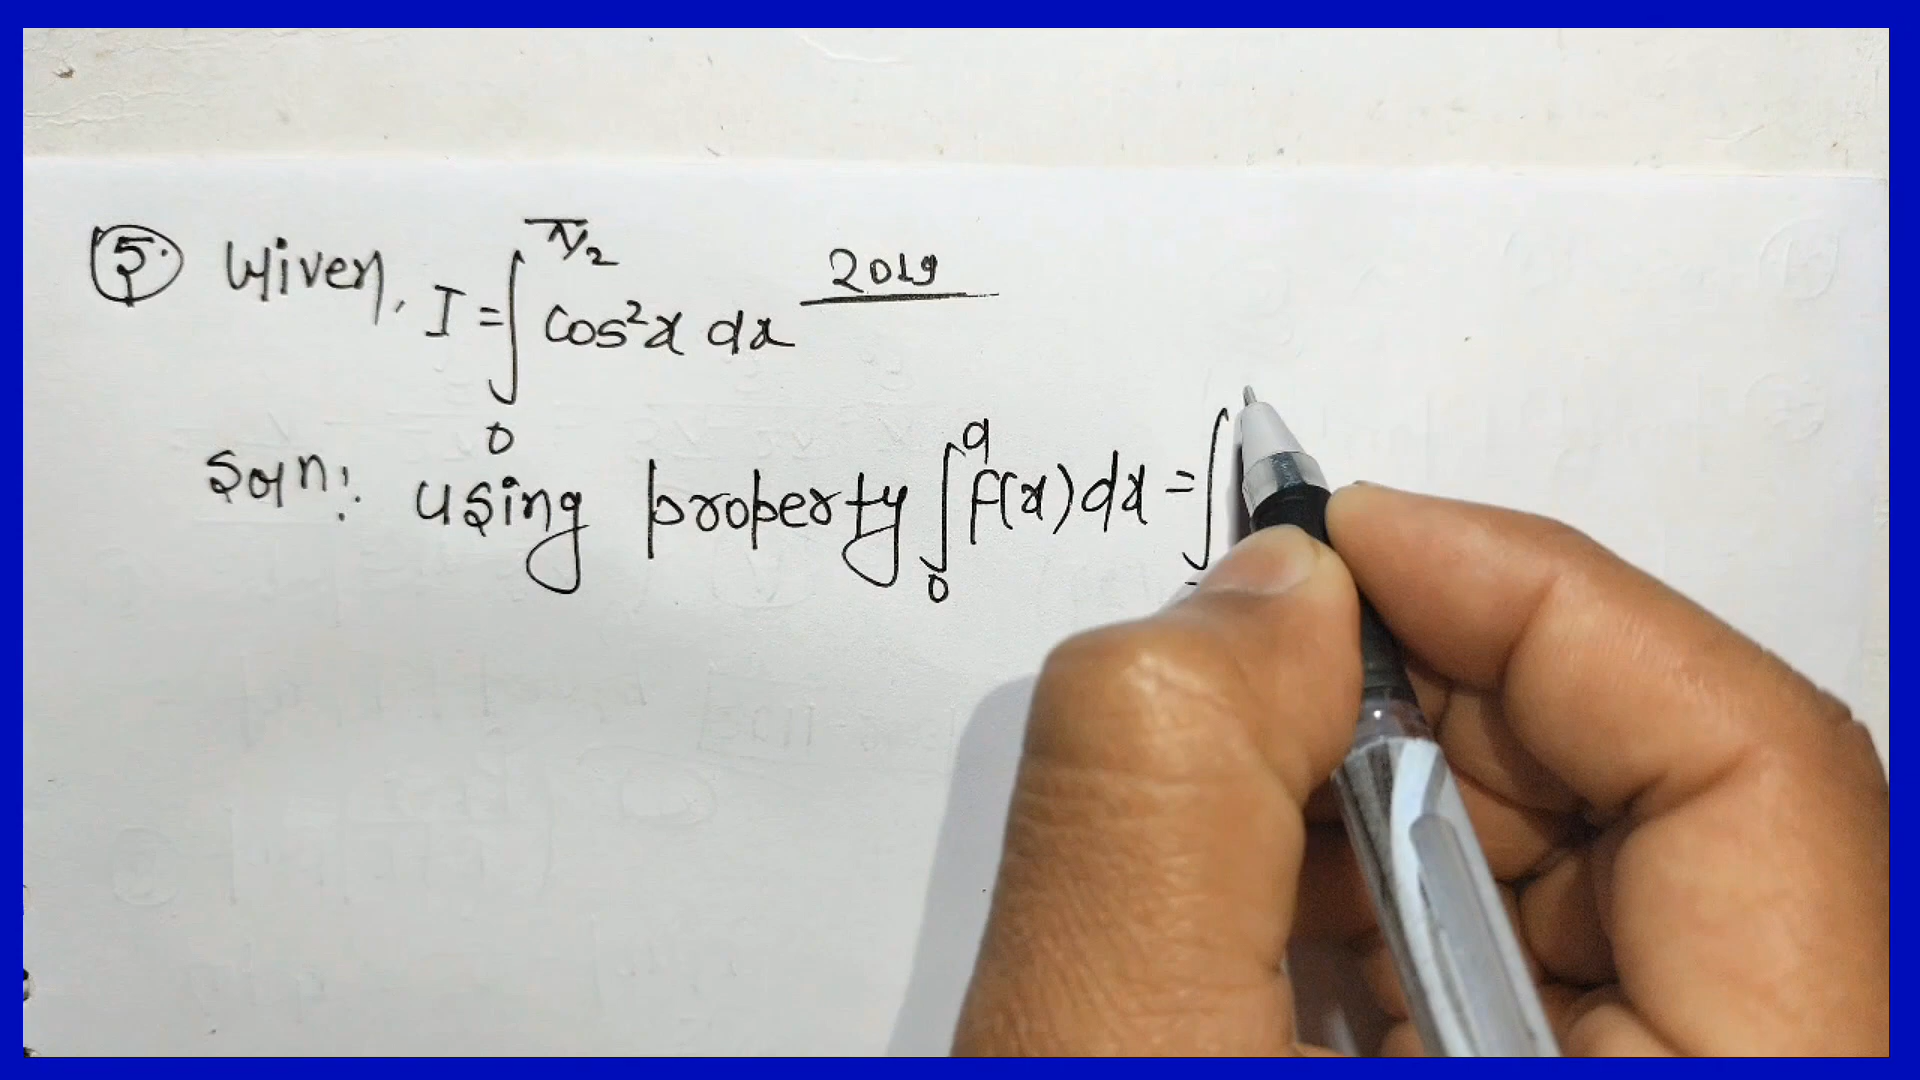 5. Given, I = ∫₀^(π/2) cos²x dx 2019
Soln: using property ∫₀^a f(x) dx = ∫